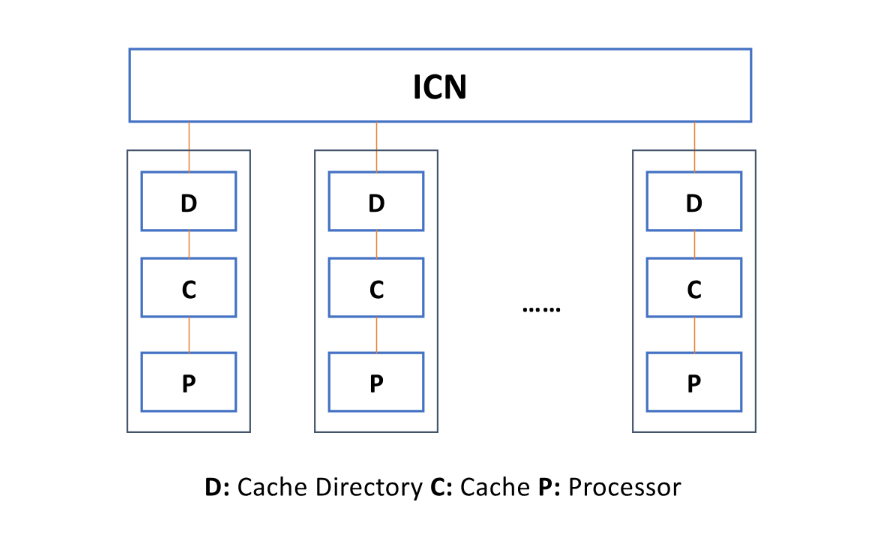 ICN
D D D
C C C
......
P P P
D: Cache Directory C: Cache P: Processor